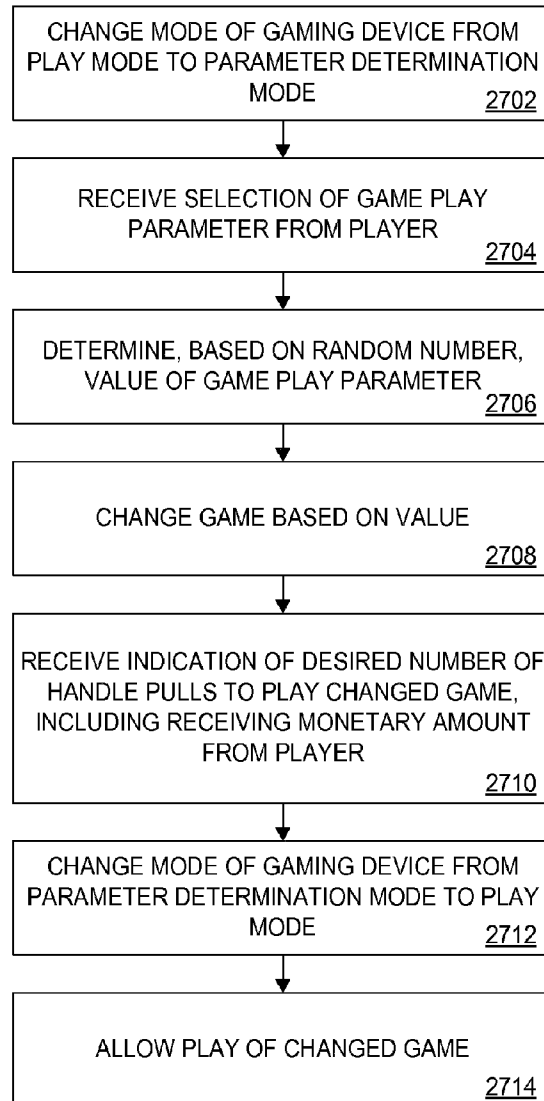 CHANGE MODE OF GAMING DEVICE FROM
PLAY MODE TO PARAMETER DETERMINATION
MODE
2702
RECEIVE SELECTION OF GAME PLAY
PARAMETER FROM PLAYER
2704
DETERMINE, BASED ON RANDOM NUMBER,
VALUE OF GAME PLAY PARAMETER
2706
CHANGE GAME BASED ON VALUE
2708
RECEIVE INDICATION OF DESIRED NUMBER OF
HANDLE PULLS TO PLAY CHANGED GAME,
INCLUDING RECEIVING MONETARY AMOUNT
FROM PLAYER
2710
CHANGE MODE OF GAMING DEVICE FROM
PARAMETER DETERMINATION MODE TO PLAY
MODE
2712
ALLOW PLAY OF CHANGED GAME
2714